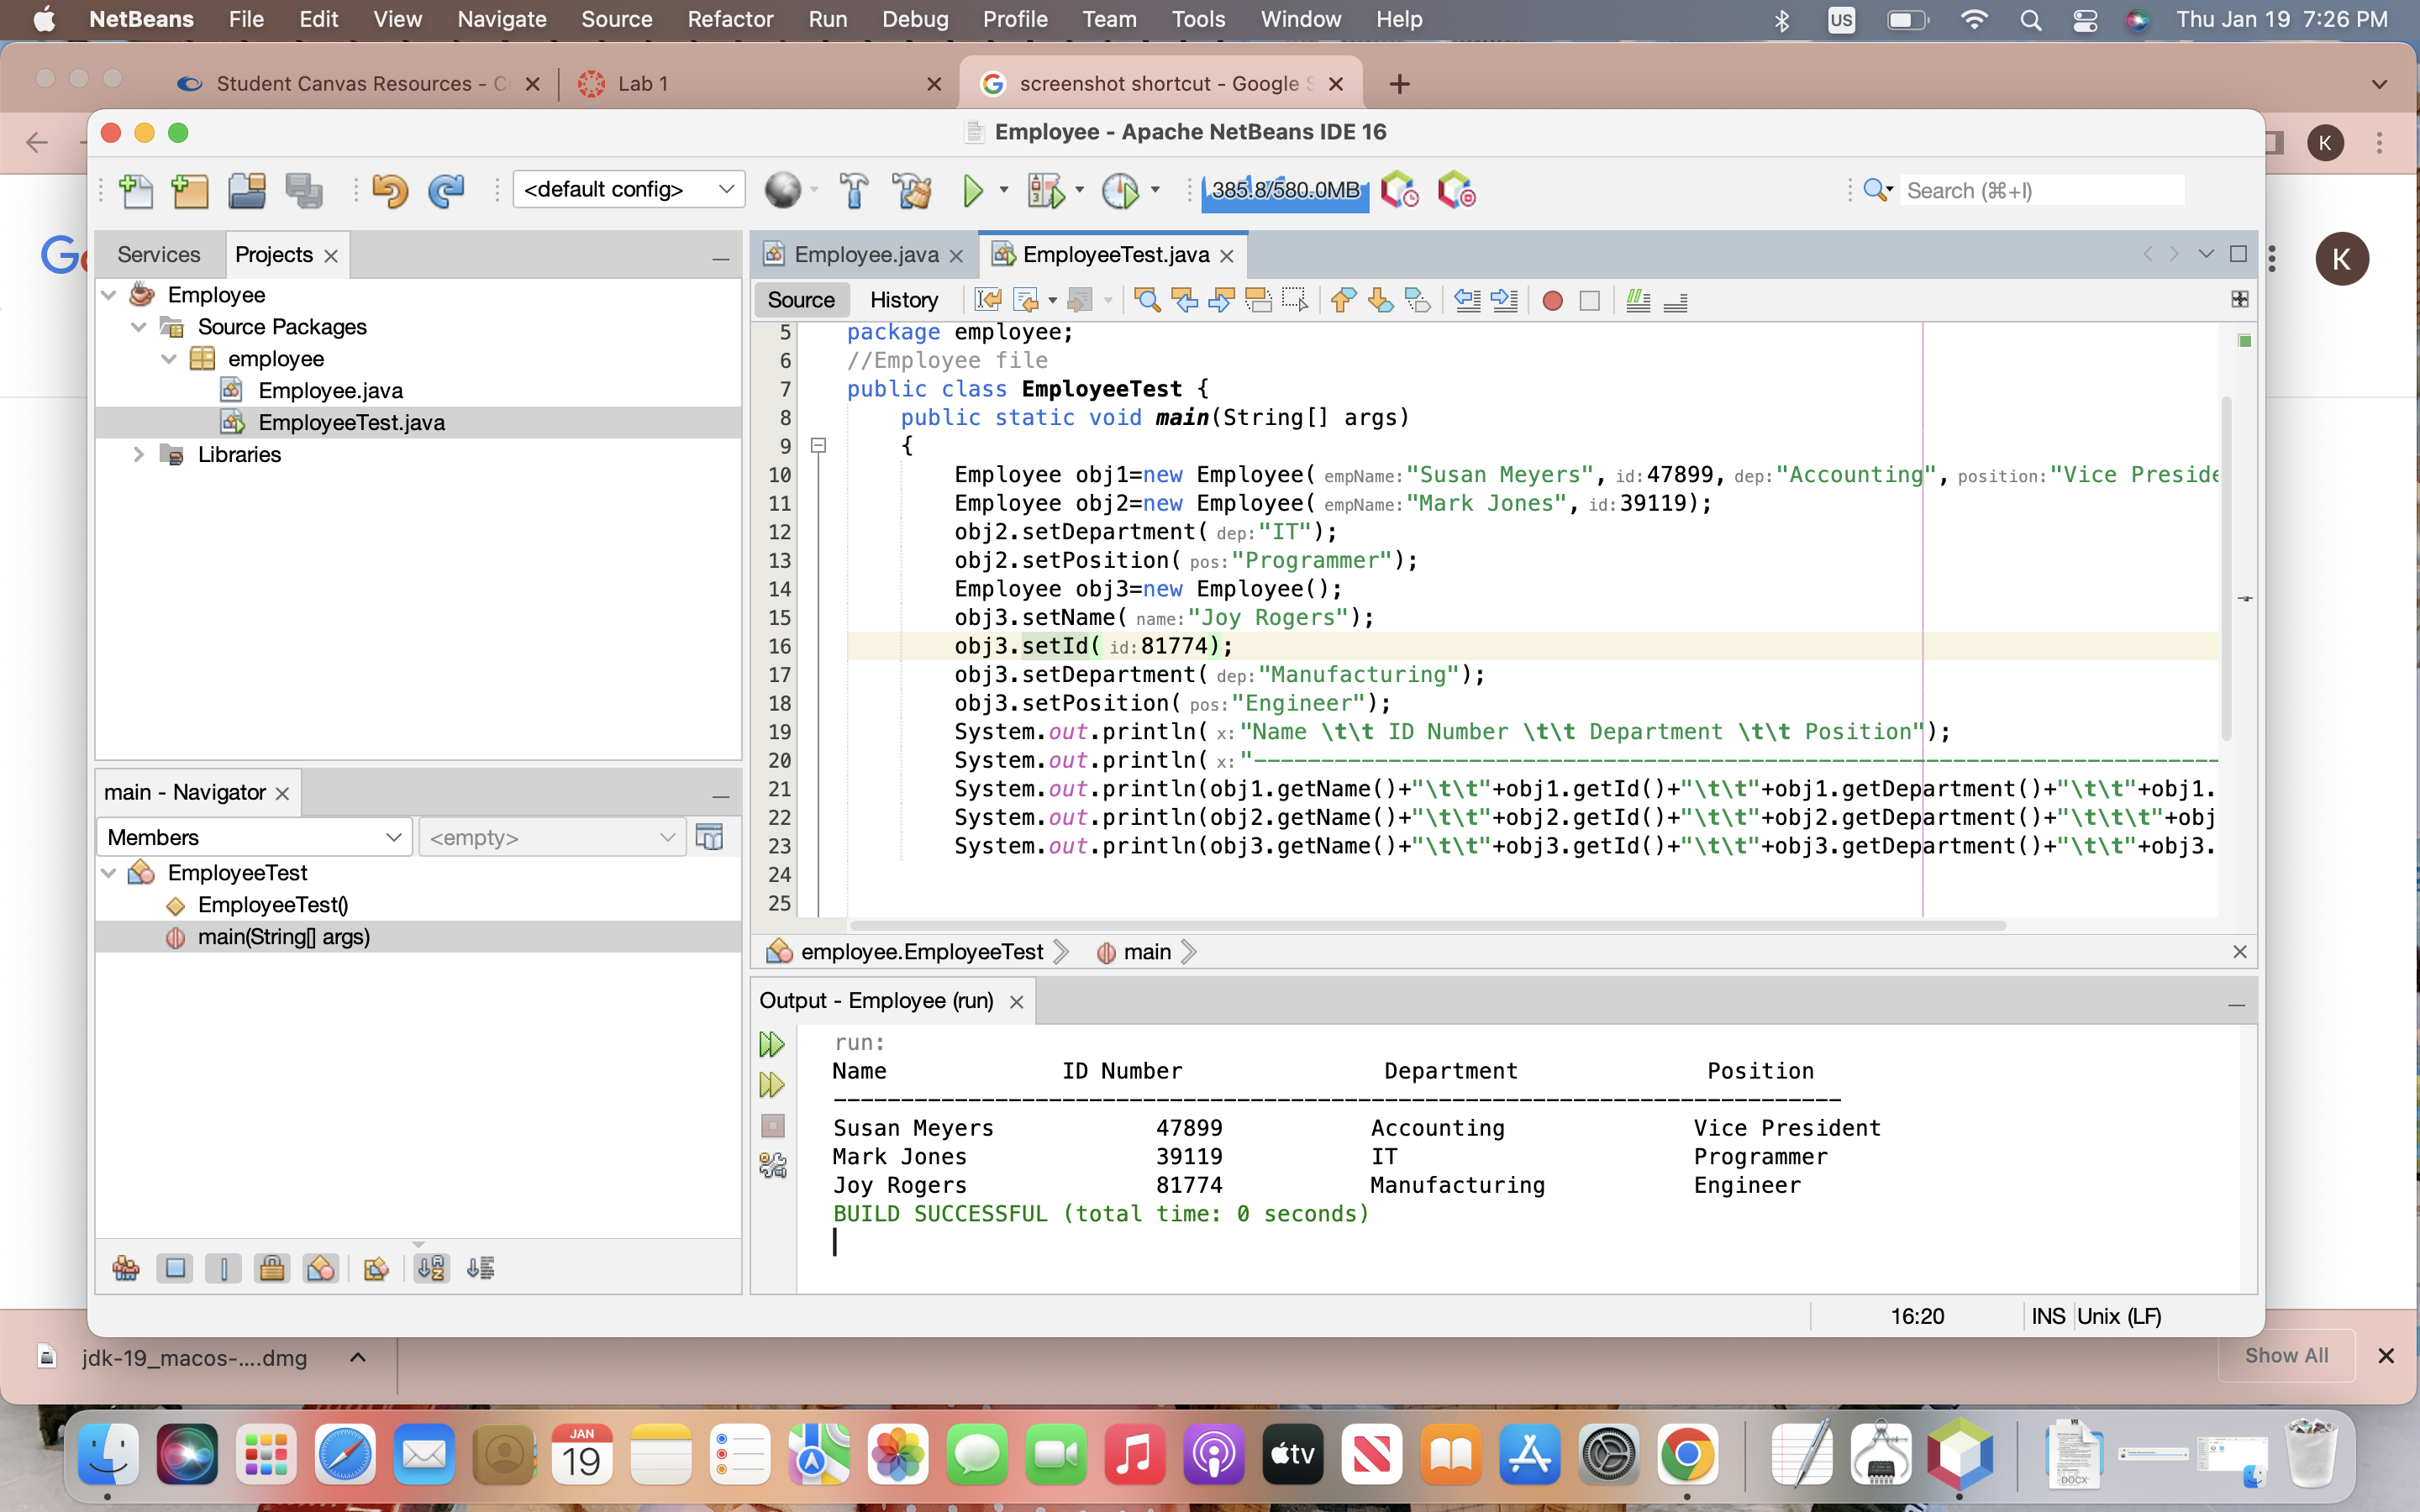 NetBeans File Edit View Navigate Source Refactor Run Debug Profile Team Tools Window Help US Thu Jan 19 7:26 PM
Student Canvas Resources - C Lab 1 screenshot shortcut - Google S
Employee - Apache NetBeans IDE 16
K
<default config> 385.8/580.0MB Search (⌘+I)
Services Projects Employee.java EmployeeTest.java
G K
Source History
Employee
Source Packages
employee
Employee.java
EmployeeTest.java
Libraries
5 package employee;
6 //Employee file
7 public class EmployeeTest {
8 public static void main(String[] args)
9 {
10 Employee obj1=new Employee( empName:"Susan Meyers", id:47899, dep:"Accounting", position:"Vice Preside
11 Employee obj2=new Employee( empName:"Mark Jones", id:39119);
12 obj2.setDepartment( dep:"IT");
13 obj2.setPosition( pos:"Programmer");
14 Employee obj3=new Employee();
15 obj3.setName( name:"Joy Rogers");
16 obj3.setId( id:81774);
17 obj3.setDepartment( dep:"Manufacturing");
18 obj3.setPosition( pos:"Engineer");
19 System.out.println( x:"Name \t\t ID Number \t\t Department \t\t Position");
20 System.out.println( x:"------------------------------------------------------------------------
21 System.out.println(obj1.getName()+"\t\t"+obj1.getId()+"\t\t"+obj1.getDepartment()+"\t\t"+obj1.
22 System.out.println(obj2.getName()+"\t\t"+obj2.getId()+"\t\t"+obj2.getDepartment()+"\t\t\t"+obj
23 System.out.println(obj3.getName()+"\t\t"+obj3.getId()+"\t\t"+obj3.getDepartment()+"\t\t"+obj3.
24
25
main - Navigator
Members <empty>
EmployeeTest
EmployeeTest()
main(String[] args)
employee.EmployeeTest main
Output - Employee (run)
run:
Name ID Number Department Position
---------------------------------------------------------------------------
Susan Meyers 47899 Accounting Vice President
Mark Jones 39119 IT Programmer
Joy Rogers 81774 Manufacturing Engineer
BUILD SUCCESSFUL (total time: 0 seconds)
16:20 INS Unix (LF)
jdk-19_macos-....dmg Show All
JAN
19
tv
DOCX